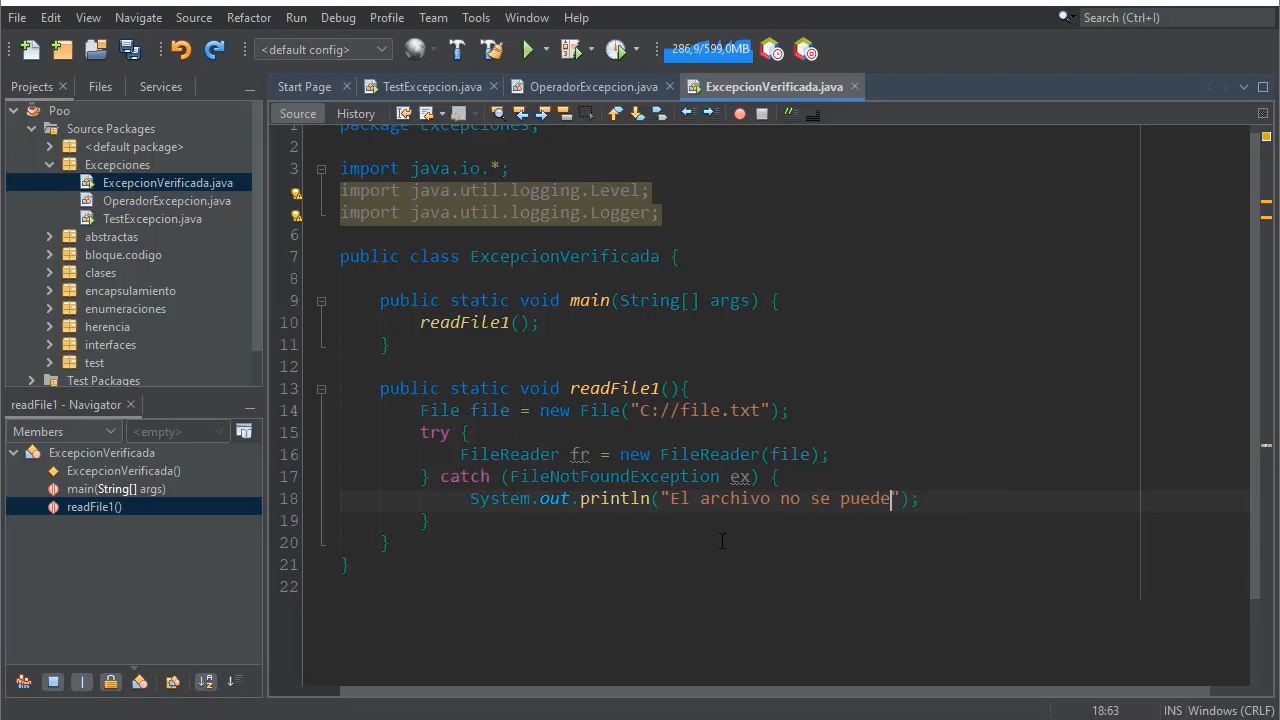 File Edit View Navigate Source Refactor Run Debug Profile Team Tools Window Help Search (Ctrl+I)
<default config> 286,9/599,0MB
Projects Files Services Start Page TestExcepcion.java OperadorExcepcion.java ExcepcionVerificada.java
Poo
Source Packages
<default package>
Excepciones
ExcepcionVerificada.java
OperadorExcepcion.java
TestExcepcion.java
abstractas
bloque.codigo
clases
encapsulamiento
enumeraciones
herencia
interfaces
test
Test Packages
readFile1 - Navigator
Members <empty>
ExcepcionVerificada
ExcepcionVerificada()
main(String[] args)
readFile1()
Source History
1 package Excepciones;
2
3 import java.io.*;
import java.util.logging.Level;
import java.util.logging.Logger;
6
7 public class ExcepcionVerificada {
8
9 public static void main(String[] args) {
10 readFile1();
11 }
12
13 public static void readFile1(){
14 File file = new File("C://file.txt");
15 try {
16 FileReader fr = new FileReader(file);
17 } catch (FileNotFoundException ex) {
18 System.out.println("El archivo no se puede");
19 }
20 }
21 }
22
18:63 INS Windows (CRLF)